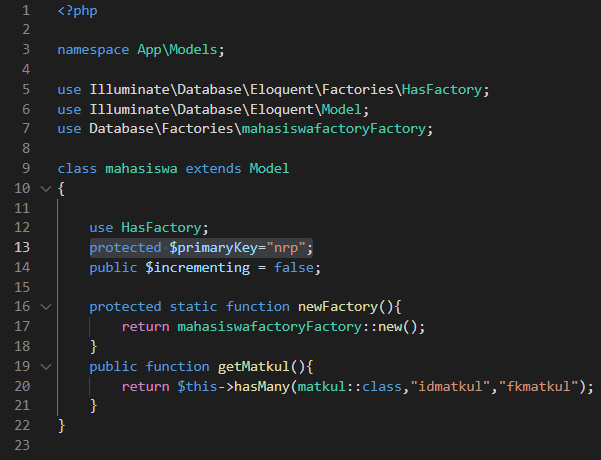 1 <?php
2
3 namespace App\Models;
4
5 use Illuminate\Database\Eloquent\Factories\HasFactory;
6 use Illuminate\Database\Eloquent\Model;
7 use Database\Factories\mahasiswafactoryFactory;
8
9 class mahasiswa extends Model
10 {
11
12     use HasFactory;
13     protected $primaryKey="nrp";
14     public $incrementing = false;
15
16     protected static function newFactory(){
17         return mahasiswafactoryFactory::new();
18     }
19     public function getMatkul(){
20         return $this->hasMany(matkul::class,"idmatkul","fkmatkul");
21     }
22 }
23